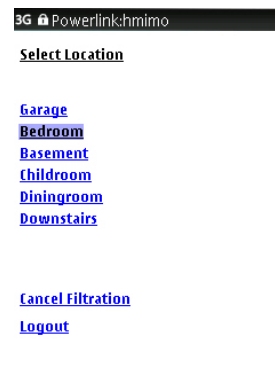 3G Powerlink:hmimo
Select Location
Garage
Bedroom
Basement
Childroom
Diningroom
Downstairs
Cancel Filtration
Logout